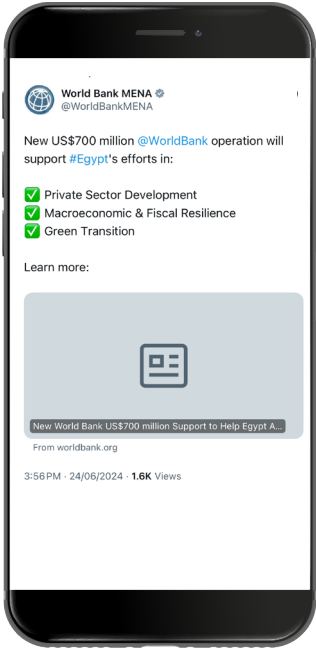 World Bank MENA
@WorldBankMENA
New US$700 million @WorldBank operation will
support #Egypt's efforts in:
✅ Private Sector Development
✅ Macroeconomic & Fiscal Resilience
✅ Green Transition
Learn more:
New World Bank US$700 million Support to Help Egypt A...
From worldbank.org
3:56 PM · 24/06/2024 · 1.6K Views